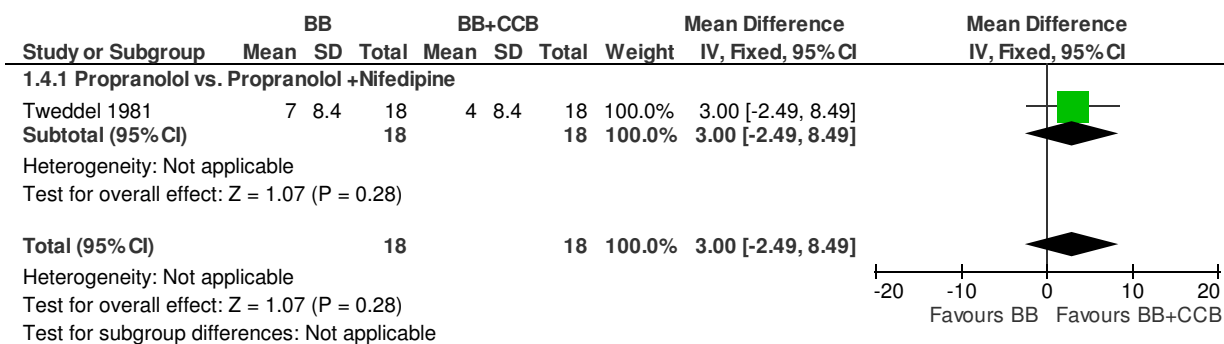 BB BB+CCB Mean Difference Mean Difference
Study or Subgroup Mean SD Total Mean SD Total Weight IV, Fixed, 95% CI IV, Fixed, 95% CI
1.4.1 Propranolol vs. Propranolol +Nifedipine
Tweddel 1981 7 8.4 18 4 8.4 18 100.0% 3.00 [-2.49, 8.49]
Subtotal (95% CI) 18 18 100.0% 3.00 [-2.49, 8.49]
Heterogeneity: Not applicable
Test for overall effect: Z = 1.07 (P = 0.28)
Total (95% CI) 18 18 100.0% 3.00 [-2.49, 8.49]
Heterogeneity: Not applicable
Test for overall effect: Z = 1.07 (P = 0.28)
Test for subgroup differences: Not applicable
-20 -10 0 10 20
Favours BB Favours BB+CCB